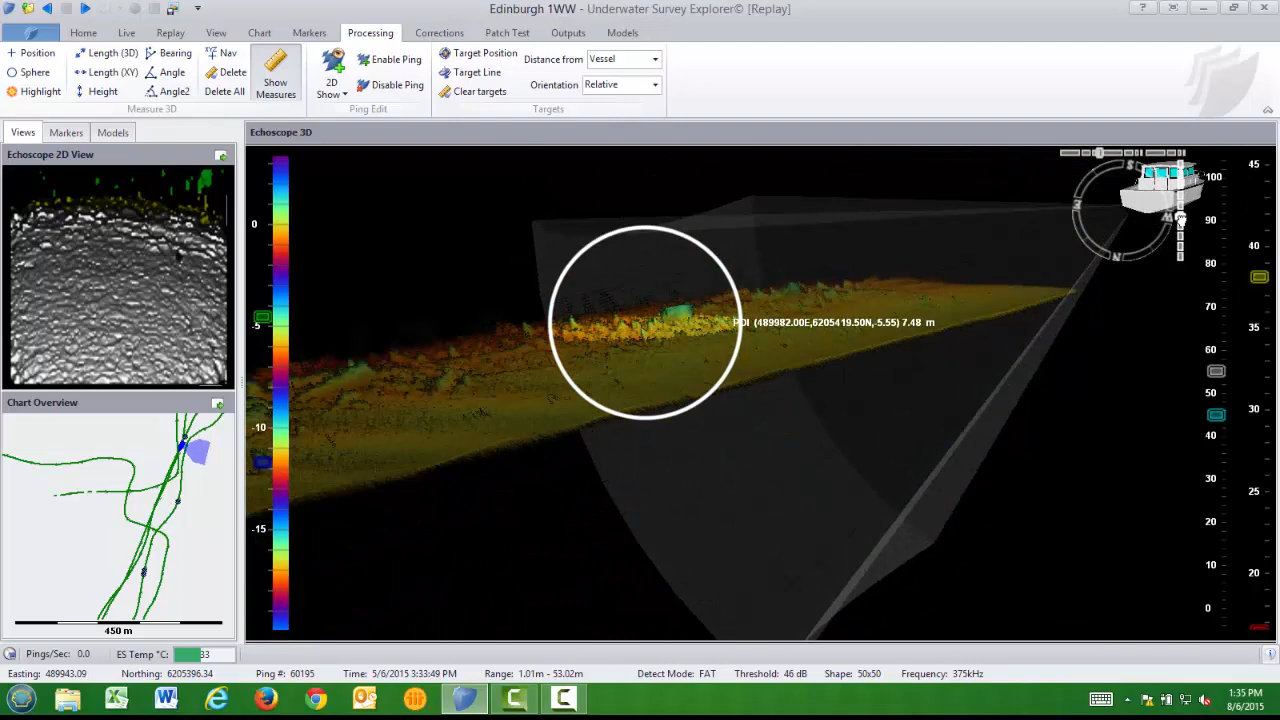 Edinburgh 1WW - Underwater Survey Explorer© [Replay]
Home Live Replay View Chart Markers Processing Corrections Patch Test Outputs Models
Position Length (3D) Bearing Nav
Sphere Length (XY) Angle Delete
Highlight Height Angle2 Delete All
Show Measures
Measure 3D
2D Show
Enable Ping
Disable Ping
Ping Edit
Target Position
Target Line
Clear targets
Distance from Vessel
Orientation Relative
Targets
Views Markers Models
Echoscope 2D View
Chart Overview
450 m
Echoscope 3D
0
-5
-10
-15
POI (489982.00E,6205419.50N,-5.55) 7.48 m
S
E
W
N
100
90
80
70
60
50
40
30
20
10
0
45
40
35
30
25
20
Pings/Sec: 0.0 ES Temp °C: 33
Easting: 489943.09 Northing: 6205396.34 Ping #: 60195 Time: 5/6/2015 3:33:49 PM Range: 1.01m - 53.02m Detect Mode: FAT Threshold: 46 dB Shape: 50x50 Frequency: 375kHz
1:35 PM
8/6/2015